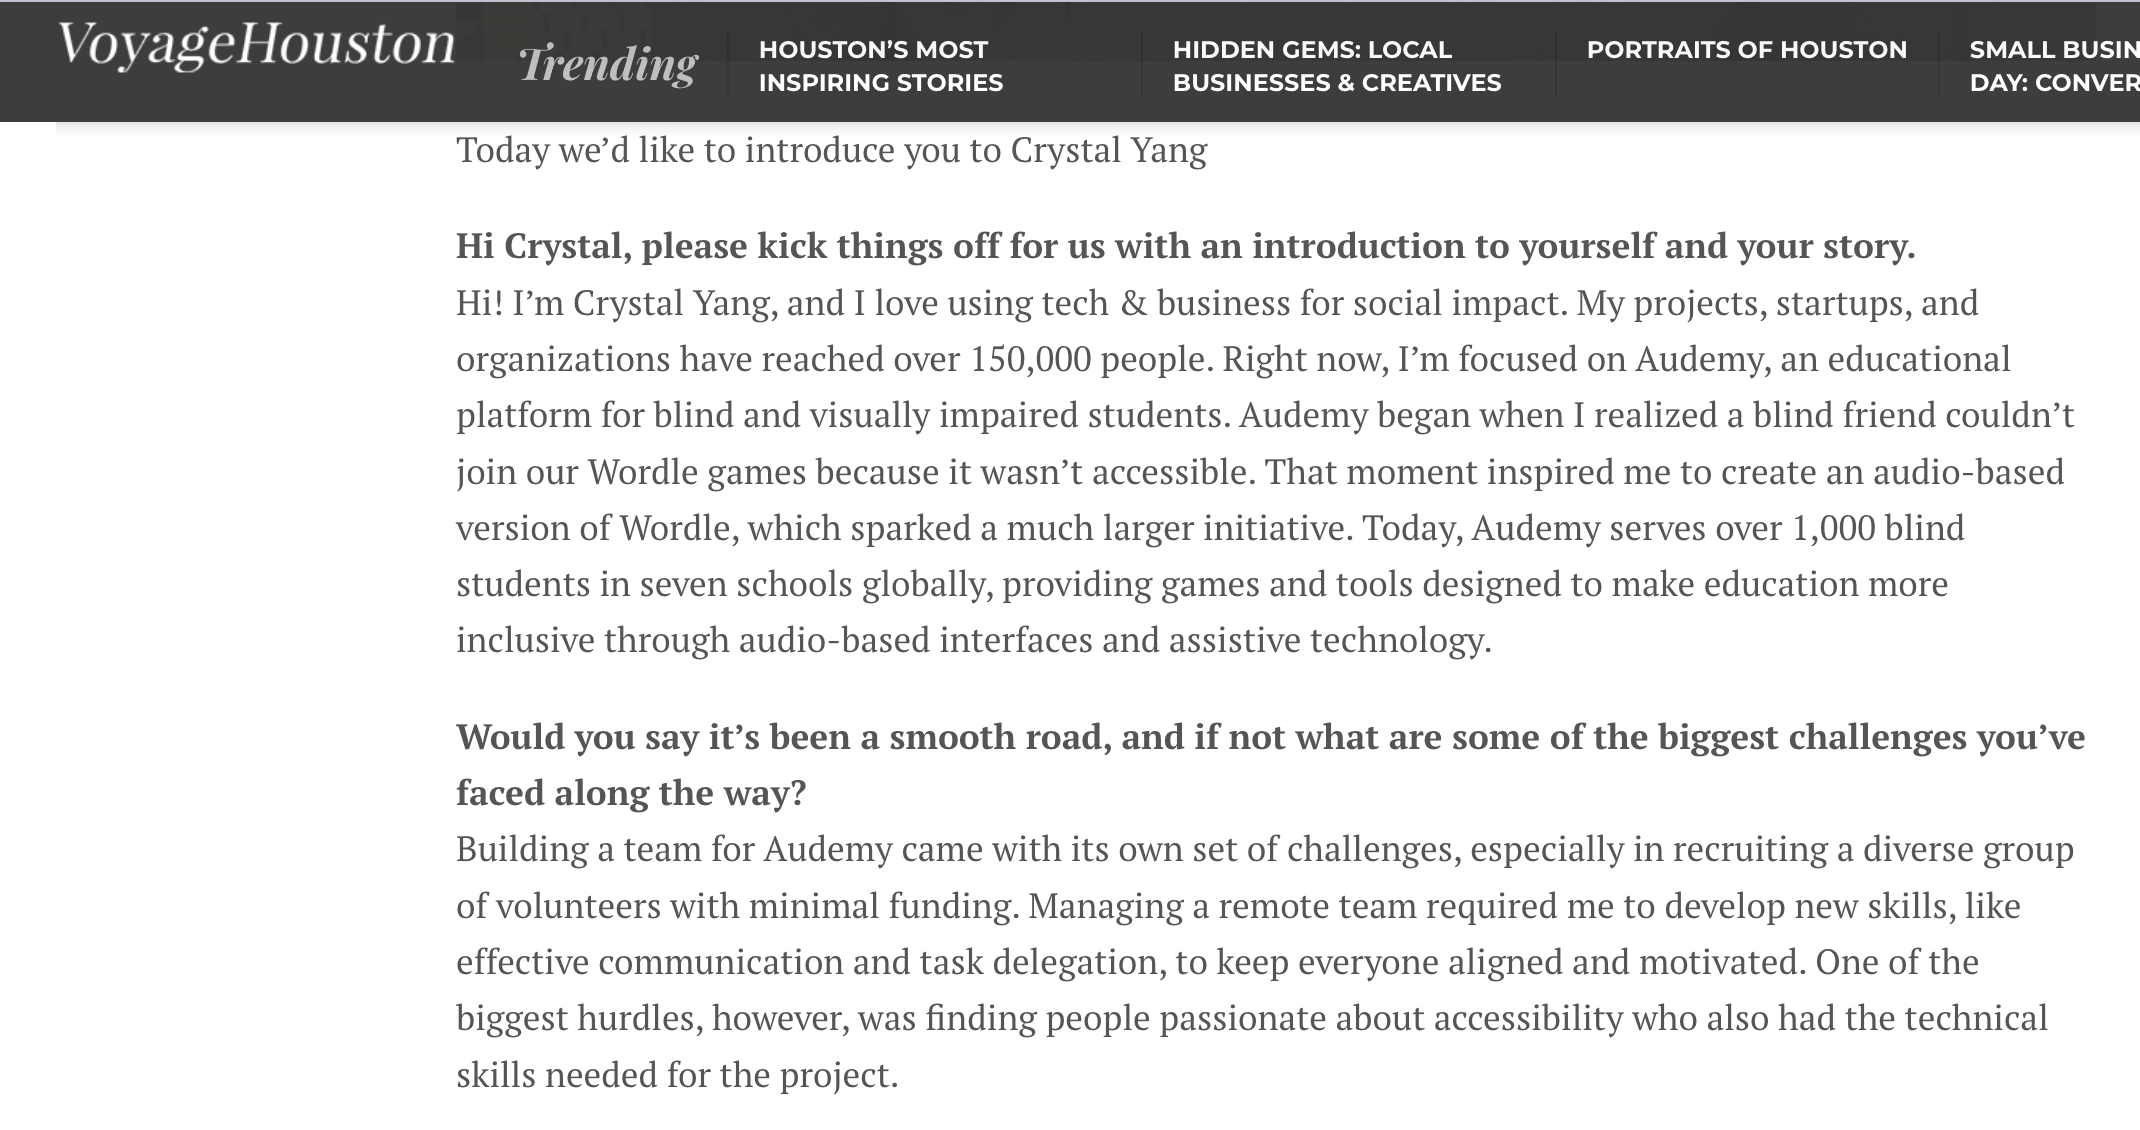 VoyageHouston
Trending
HOUSTON’S MOST
INSPIRING STORIES
HIDDEN GEMS: LOCAL
BUSINESSES & CREATIVES
PORTRAITS OF HOUSTON
SMALL BUSIN
DAY: CONVER
Today we’d like to introduce you to Crystal Yang
Hi Crystal, please kick things off for us with an introduction to yourself and your story.
Hi! I’m Crystal Yang, and I love using tech & business for social impact. My projects, startups, and
organizations have reached over 150,000 people. Right now, I’m focused on Audemy, an educational
platform for blind and visually impaired students. Audemy began when I realized a blind friend couldn’t
join our Wordle games because it wasn’t accessible. That moment inspired me to create an audio-based
version of Wordle, which sparked a much larger initiative. Today, Audemy serves over 1,000 blind
students in seven schools globally, providing games and tools designed to make education more
inclusive through audio-based interfaces and assistive technology.
Would you say it’s been a smooth road, and if not what are some of the biggest challenges you’ve
faced along the way?
Building a team for Audemy came with its own set of challenges, especially in recruiting a diverse group
of volunteers with minimal funding. Managing a remote team required me to develop new skills, like
effective communication and task delegation, to keep everyone aligned and motivated. One of the
biggest hurdles, however, was finding people passionate about accessibility who also had the technical
skills needed for the project.